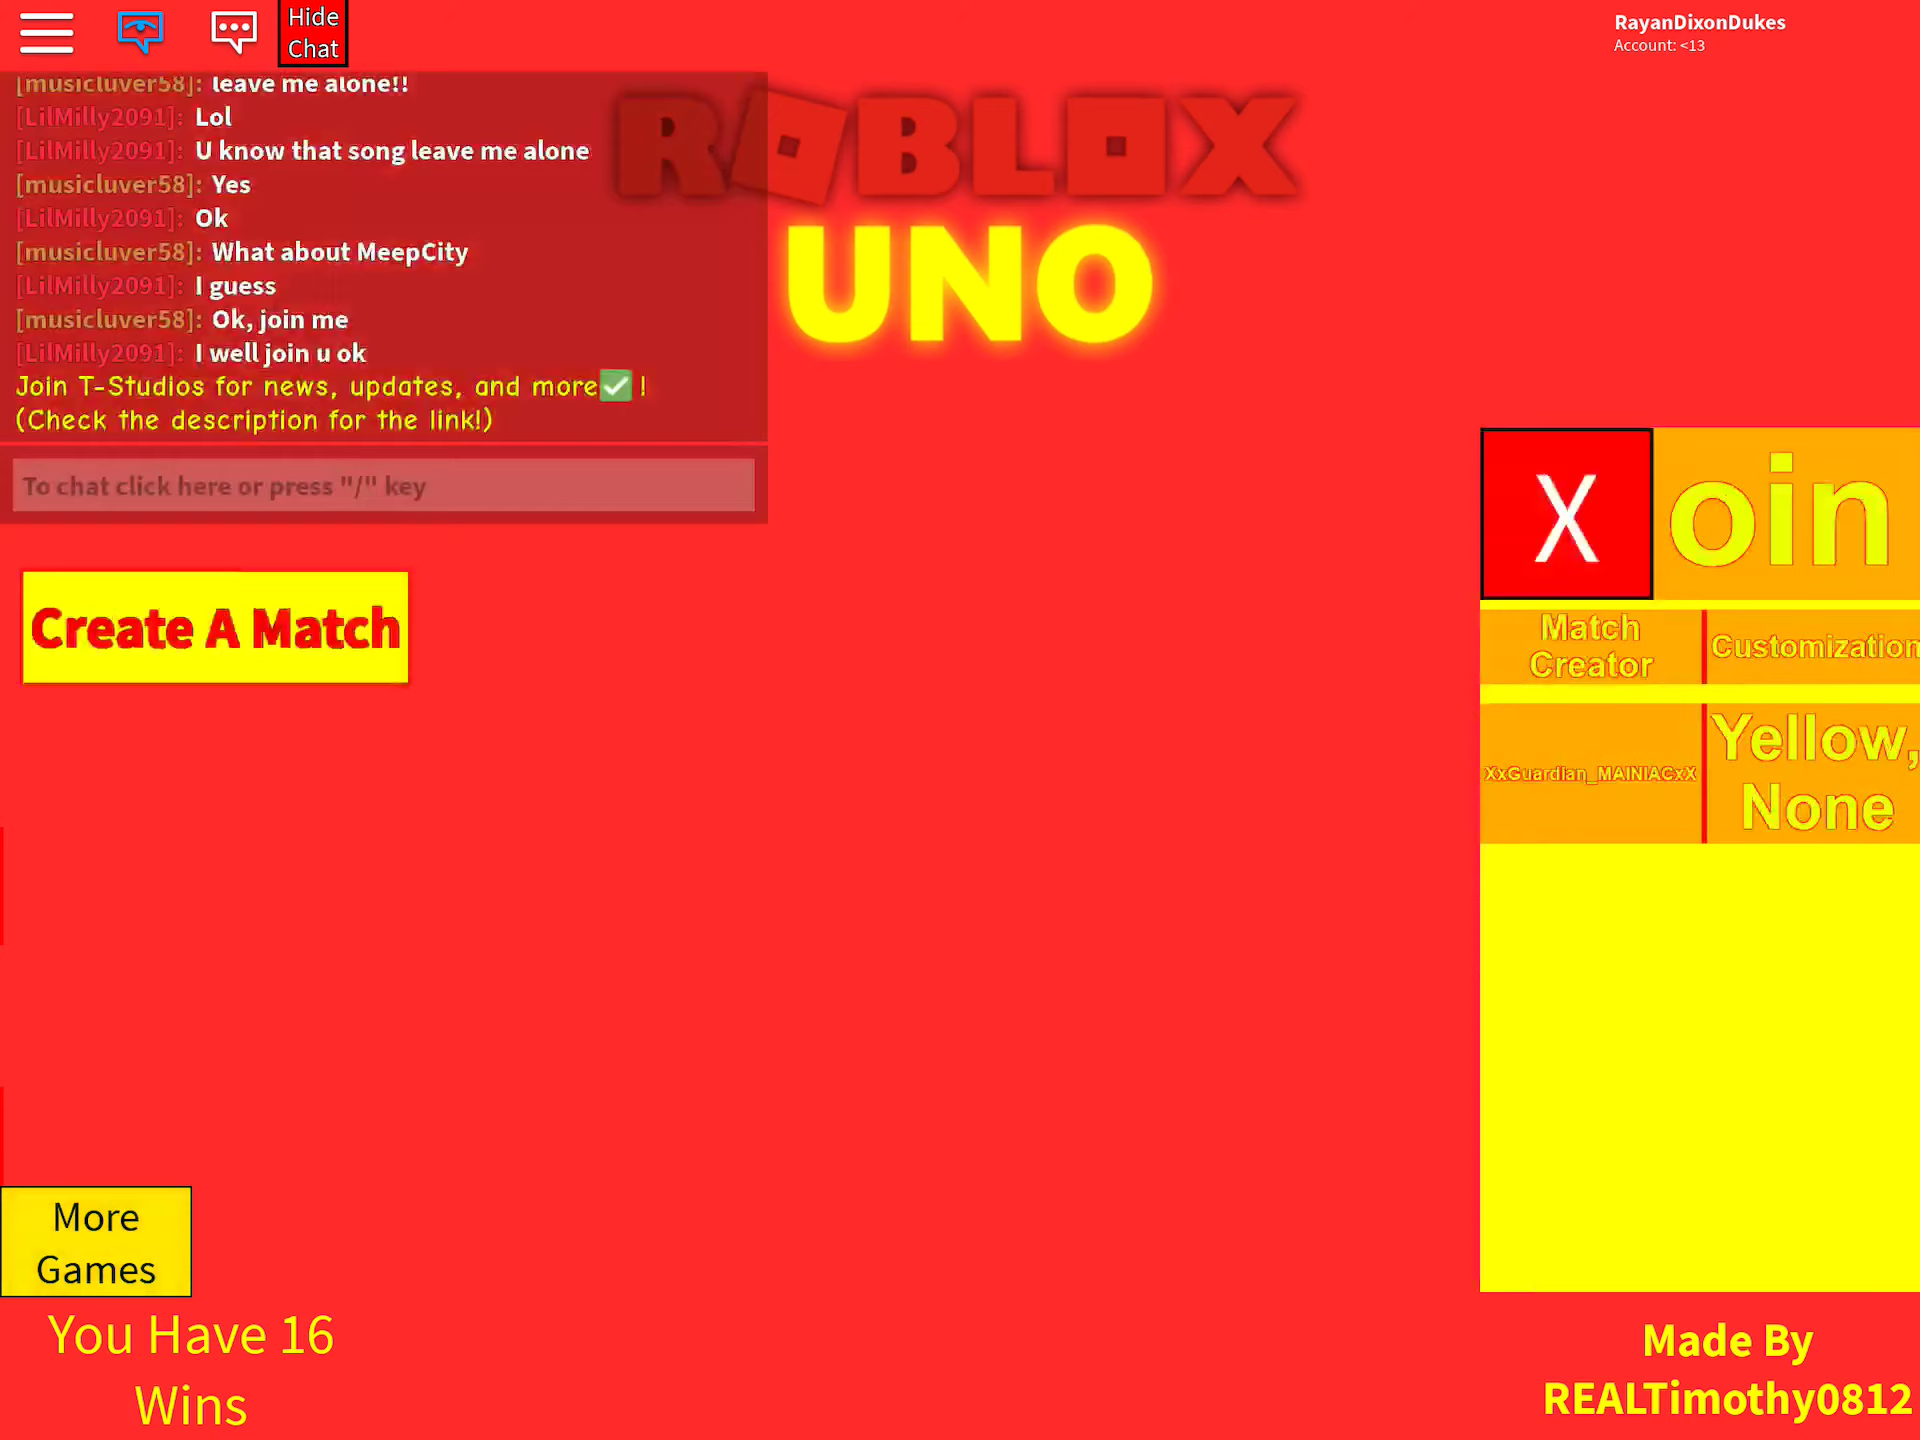 Hide
Chat
RayanDixonDukes
Account: <13
[musicluver58]: leave me alone!!
[LilMilly2091]: Lol
[LilMilly2091]: U know that song leave me alone
[musicluver58]: Yes
[LilMilly2091]: Ok
[musicluver58]: What about MeepCity
[LilMilly2091]: I guess
[musicluver58]: Ok, join me
[LilMilly2091]: I well join u ok
Join T-Studios for news, updates, and more✅ !
(Check the description for the link!)
To chat click here or press "/" key
ROBLOX
UNO
X oin
Create A Match
Match
Creator
Customization
XxGuardian_MAINIACxX
Yellow,
None
More
Games
You Have 16
Wins
Made By
REALTimothy0812